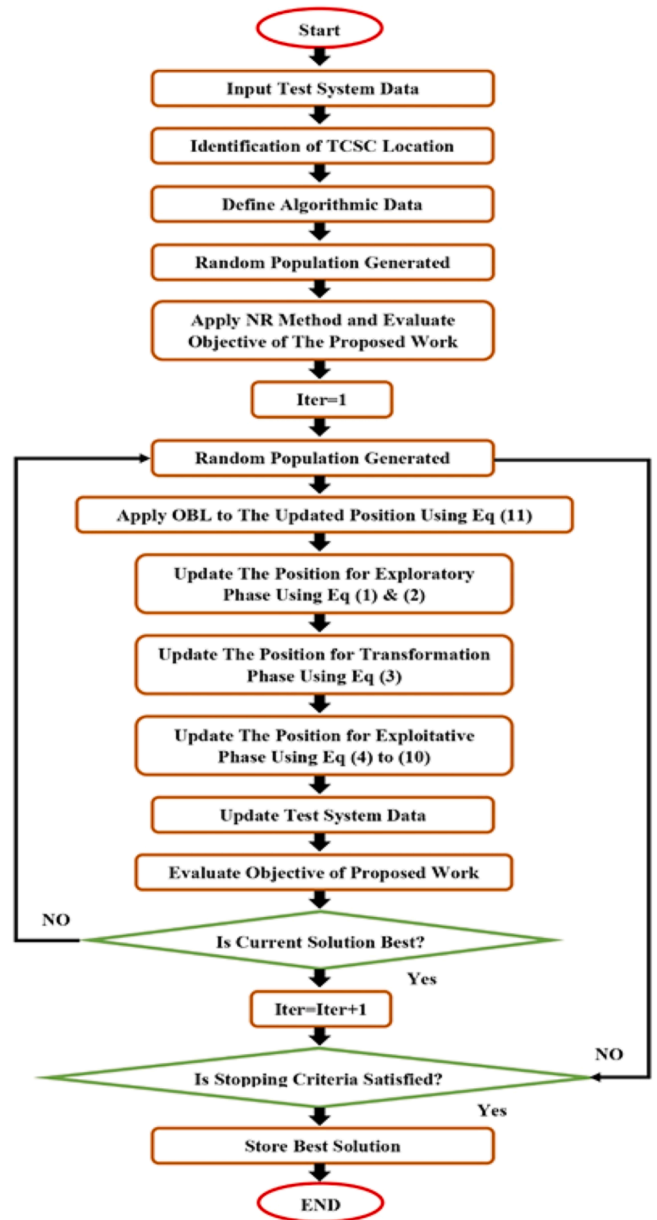 Start
Input Test System Data
Identification of TCSC Location
Define Algorithmic Data
Random Population Generated
Apply NR Method and Evaluate
Objective of The Proposed Work
Iter=1
Random Population Generated
Apply OBL to The Updated Position Using Eq (11)
Update The Position for Exploratory
Phase Using Eq (1) & (2)
Update The Position for Transformation
Phase Using Eq (3)
Update The Position for Exploitative
Phase Using Eq (4) to (10)
Update Test System Data
Evaluate Objective of Proposed Work
NO
Is Current Solution Best?
Yes
Iter=Iter+1
NO
Is Stopping Criteria Satisfied?
Yes
Store Best Solution
END